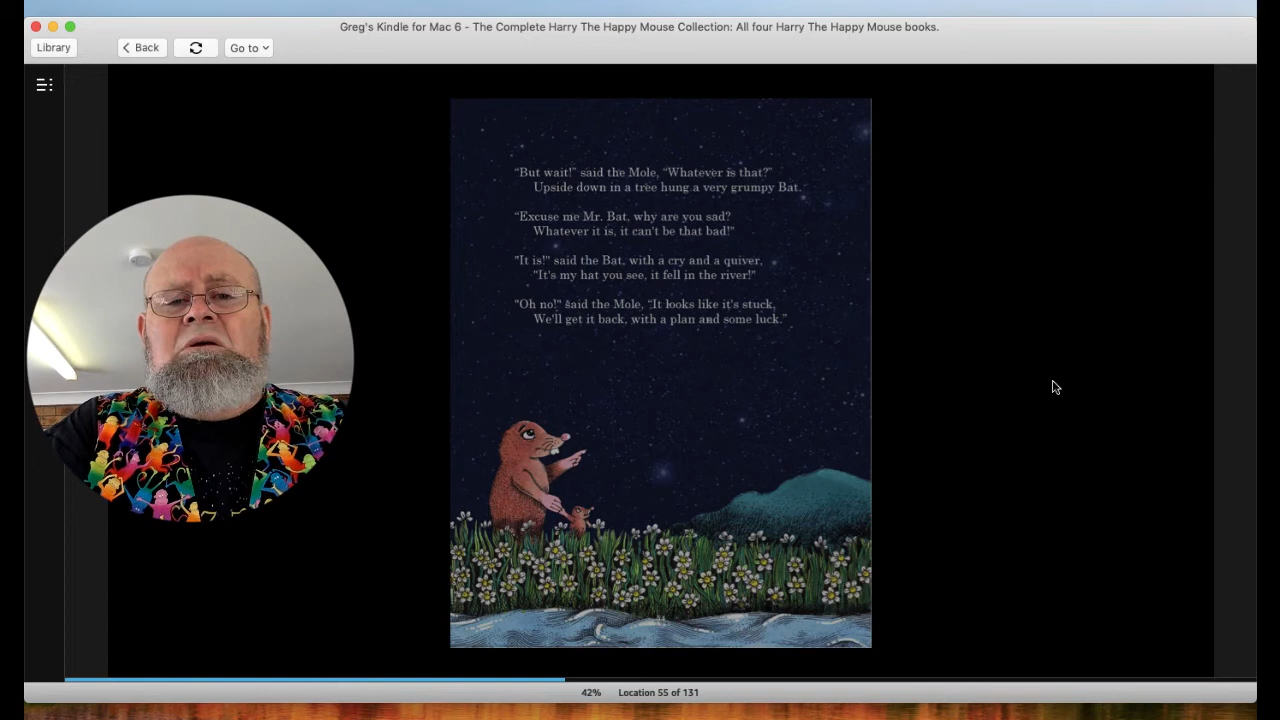 Greg's Kindle for Mac 6 - The Complete Harry The Happy Mouse Collection: All four Harry The Happy Mouse books.
Library
Back
Go to
“But wait!” said the Mole, “Whatever is that?”
Upside down in a tree hung a very grumpy Bat.
“Excuse me Mr. Bat, why are you sad?
Whatever it is, it can't be that bad!"
"It is!" said the Bat, with a cry and a quiver,
"It's my hat you see, it fell in the river!"
"Oh no!" said the Mole, “It looks like it's stuck,
We'll get it back, with a plan and some luck.”
42%
Location 55 of 131